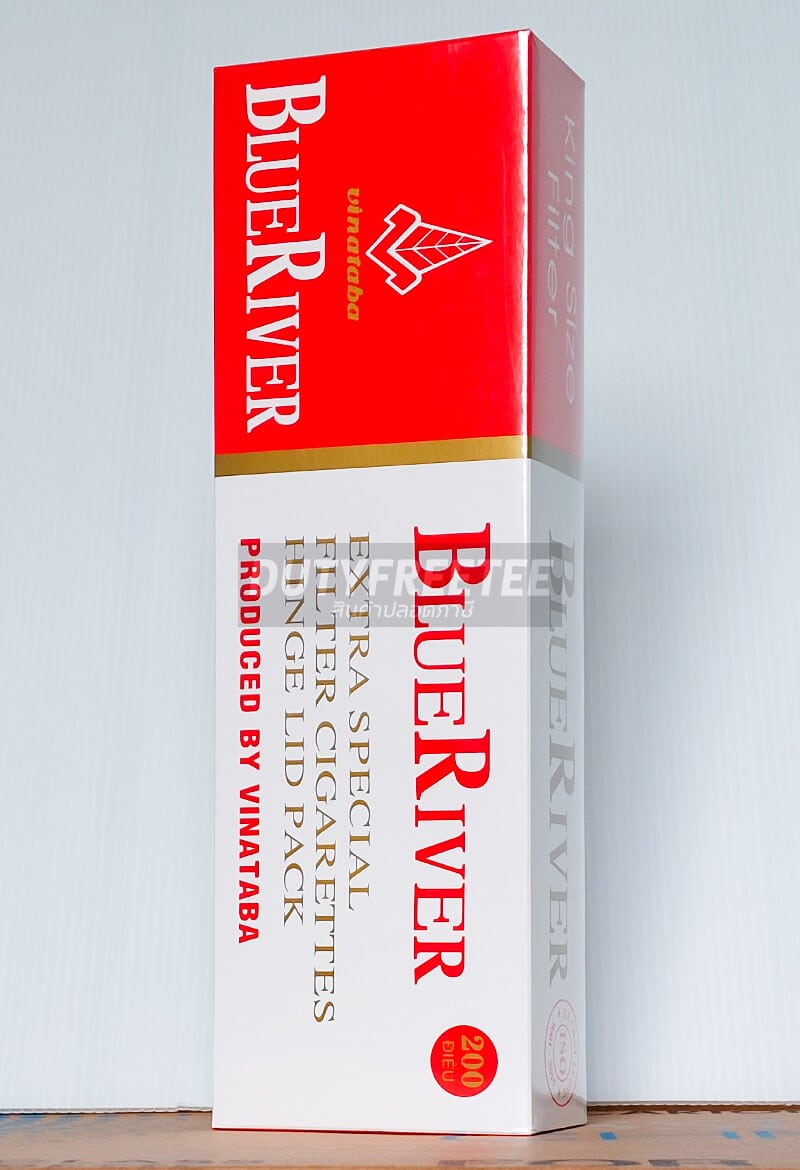 BLUERIVER
vinataba
King Size
Filter
BLUERIVER
EXTRA SPECIAL
FILTER CIGARETTES
HINGE LID PACK
PRODUCED BY VINATABA
200
ĐIẾU
BLUERIVER
ISO
DUTYFREETEE
สินค้าปลอดภาษี